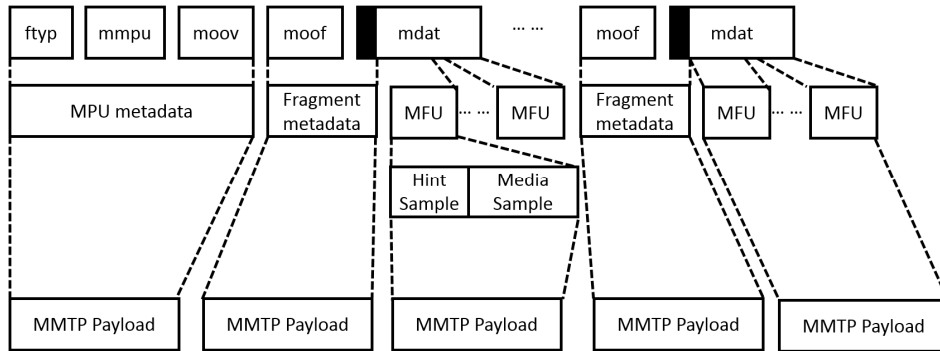 ftyp mmpu moov moof mdat ... ... moof mdat
MPU metadata Fragment metadata MFU ... ... MFU Fragment metadata MFU ... ... MFU
Hint Sample Media Sample
MMTP Payload MMTP Payload MMTP Payload MMTP Payload MMTP Payload